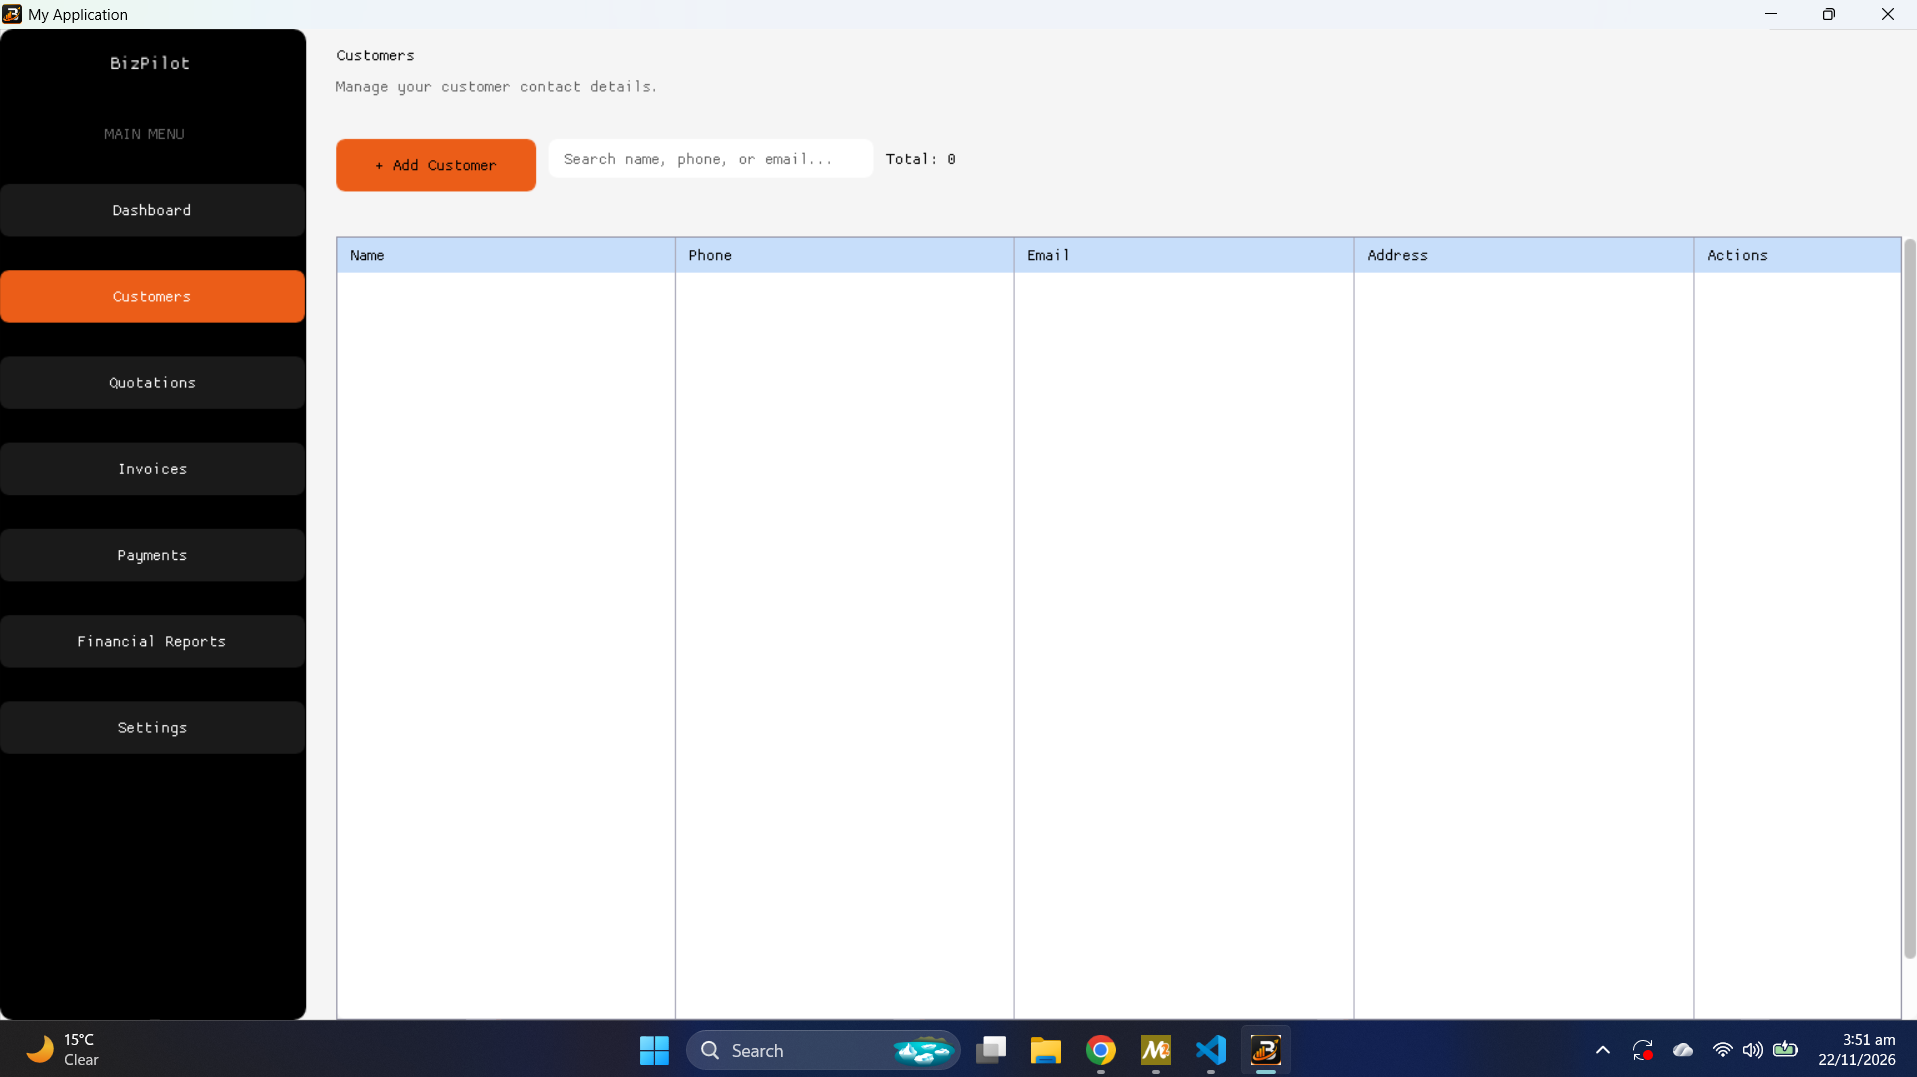 My Application
BizPilot
MAIN MENU
Dashboard
Customers
Quotations
Invoices
Payments
Financial Reports
Settings
Customers
Manage your customer contact details.
+ Add Customer
Search name, phone, or email...
Total: 0
Name
Phone
Email
Address
Actions
15°C
Clear
Search
3:51 am
22/11/2026